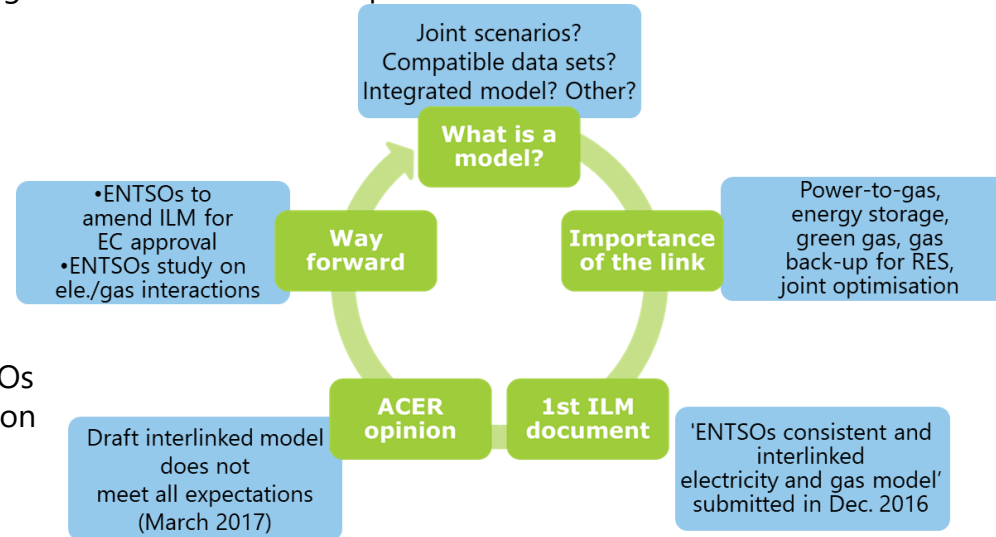 Joint scenarios?
Compatible data sets?
Integrated model? Other?
What is a
model?
•ENTSOs to
amend ILM for
EC approval
•ENTSOs study on
ele./gas interactions
Way
forward
Importance
of the link
Power-to-gas,
energy storage,
green gas, gas
back-up for RES,
joint optimisation
Os
on
ACER
opinion
1st ILM
document
Draft interlinked model
does not
meet all expectations
(March 2017)
'ENTSOs consistent and
interlinked
electricity and gas model’
submitted in Dec. 2016